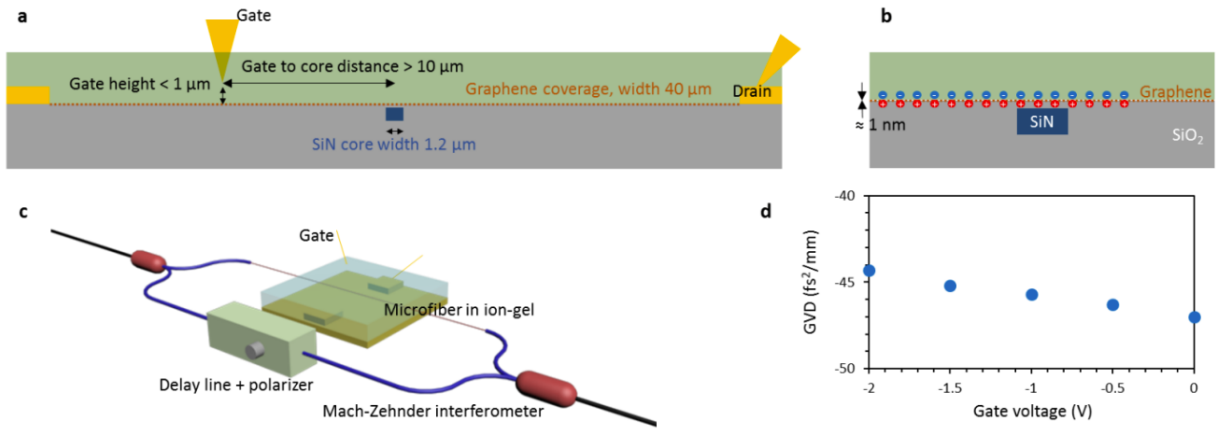 a
Gate
Gate to core distance > 10 μm
Gate height < 1 μm
Graphene coverage, width 40 μm
Drain
SiN core width 1.2 μm
b
Graphene
≈ 1 nm
SiN
SiO₂
c
Gate
Microfiber in ion-gel
Delay line + polarizer
Mach-Zehnder interferometer
d
-40
-45
-50
GVD (fs²/mm)
-2
-1.5
-1
-0.5
0
Gate voltage (V)